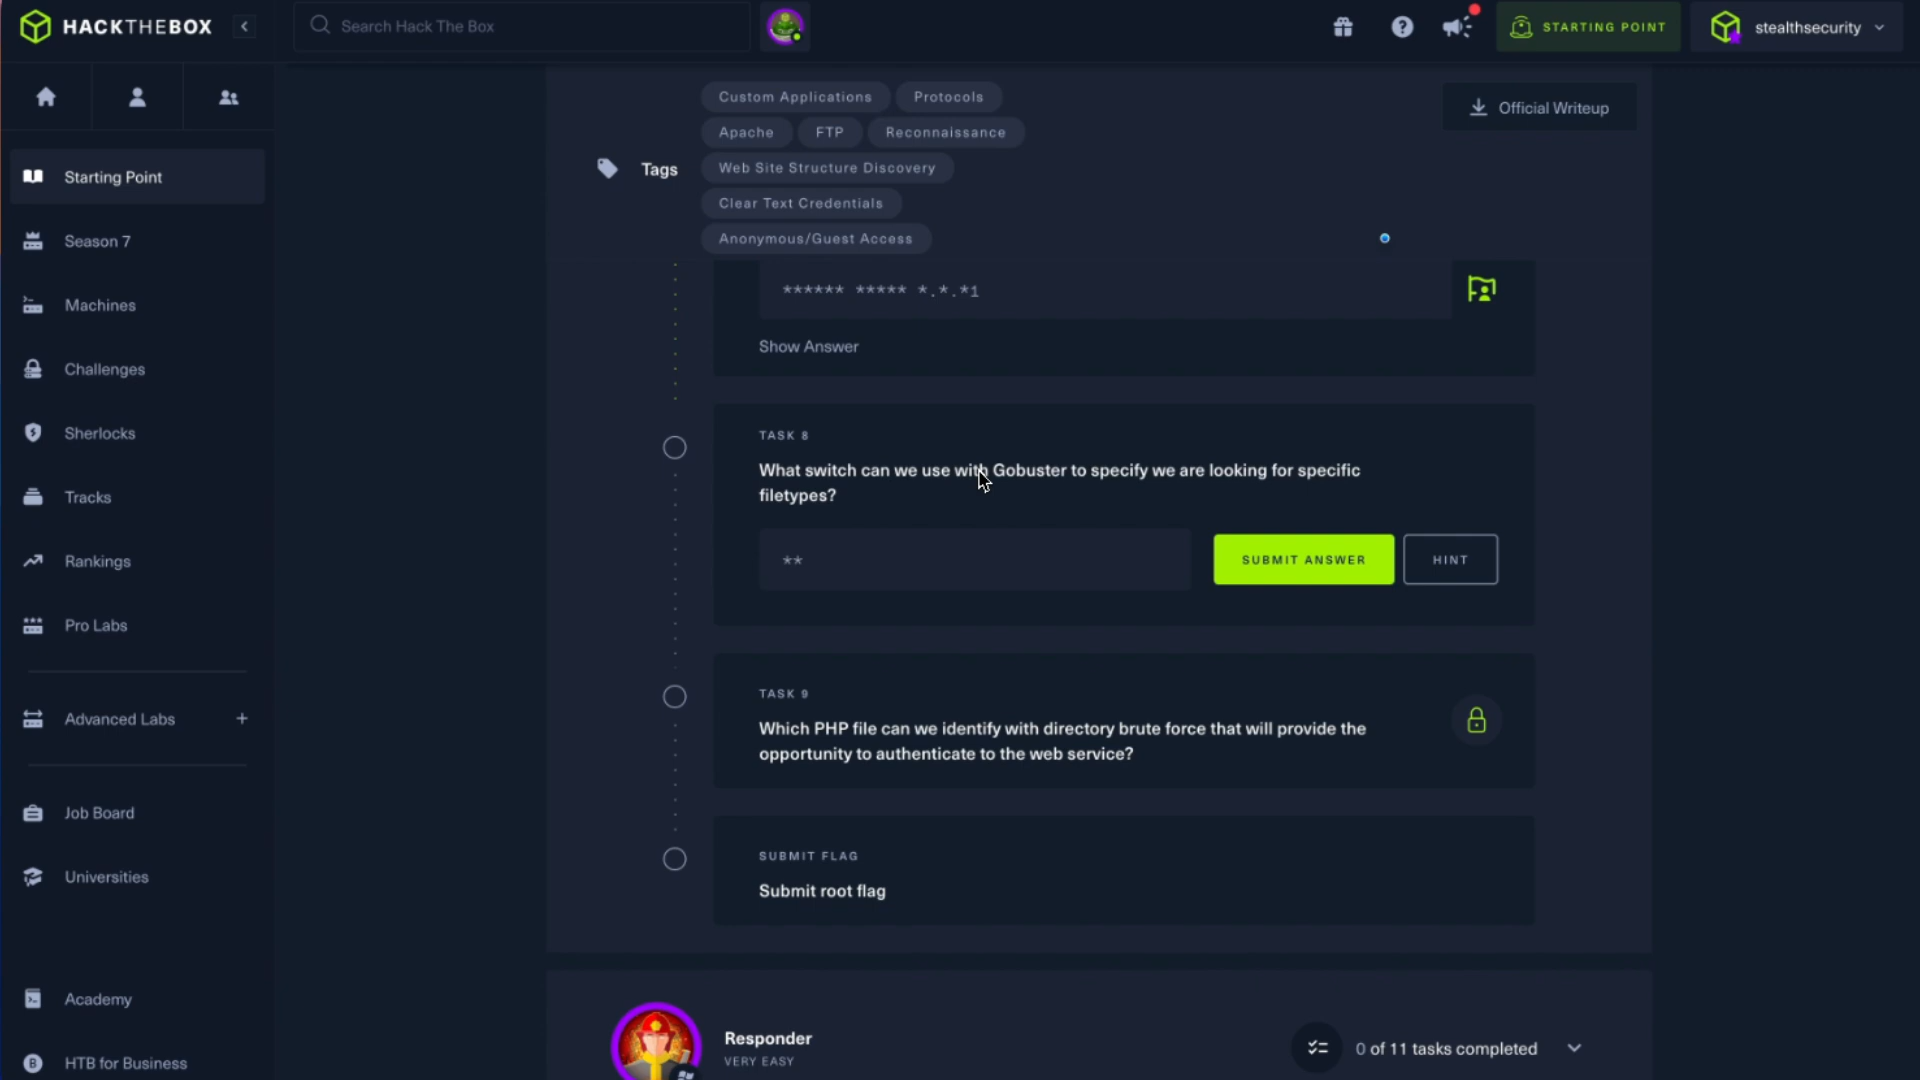 HACKTHEBOX
Search Hack The Box
STARTING POINT
stealthsecurity
Starting Point
Season 7
Machines
Challenges
Sherlocks
Tracks
Rankings
Pro Labs
Advanced Labs
Job Board
Universities
Academy
HTB for Business
Tags
Custom Applications
Protocols
Apache
FTP
Reconnaissance
Web Site Structure Discovery
Clear Text Credentials
Anonymous/Guest Access
Official Writeup
****** ***** *.*.*1
Show Answer
TASK 8
What switch can we use with Gobuster to specify we are looking for specific
filetypes?
**
SUBMIT ANSWER
HINT
TASK 9
Which PHP file can we identify with directory brute force that will provide the
opportunity to authenticate to the web service?
SUBMIT FLAG
Submit root flag
Responder
VERY EASY
0 of 11 tasks completed